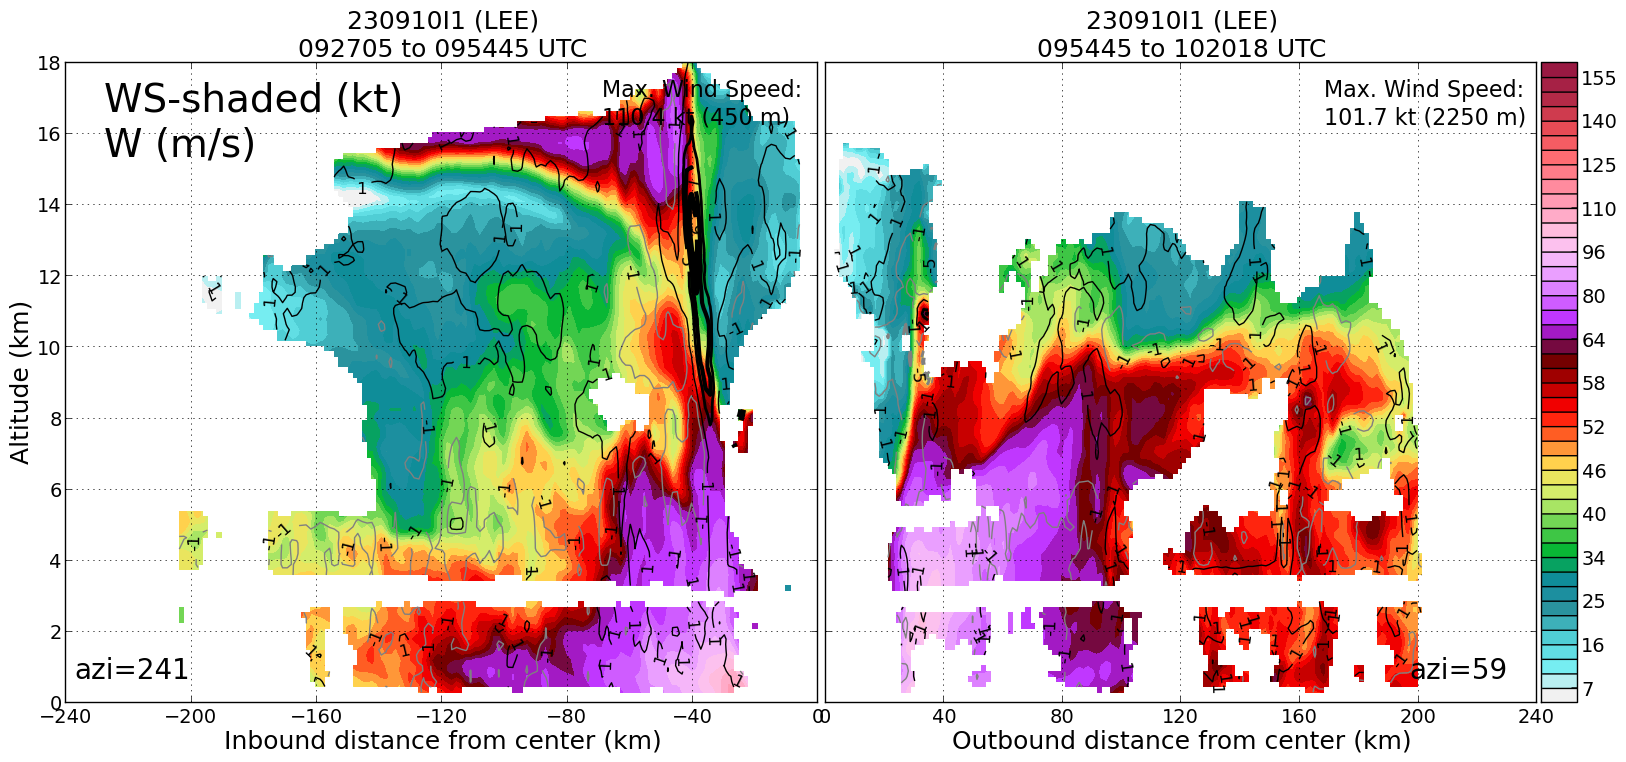 230910I1 (LEE)
092705 to 095445 UTC
230910I1 (LEE)
095445 to 102018 UTC
WS-shaded (kt)
W (m/s)
Max. Wind Speed:
110.4 kt (450 m)
Max. Wind Speed:
101.7 kt (2250 m)
18
16
14
12
10
8
6
4
2
0
Altitude (km)
azi=241
azi=59
−240
−200
−160
−120
−80
−40
0
0
40
80
120
160
200
240
Inbound distance from center (km)
Outbound distance from center (km)
155
140
125
110
96
80
64
58
52
46
40
34
25
16
7